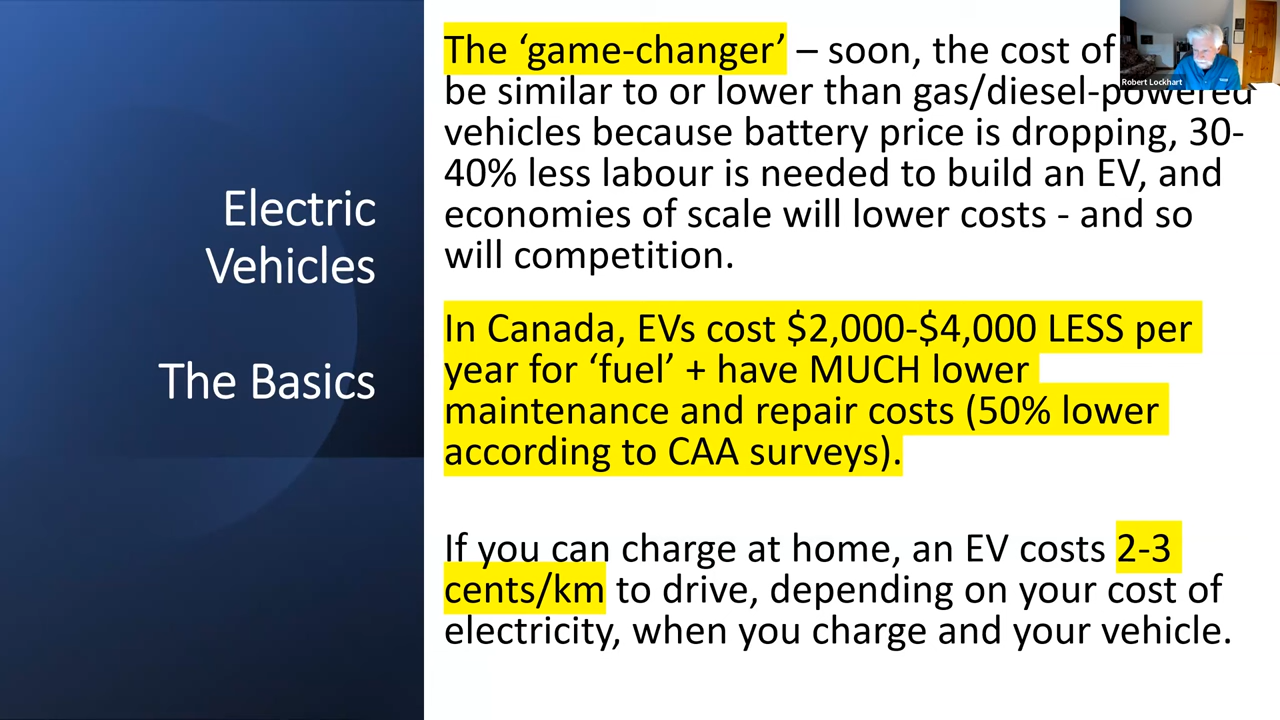 Electric
Vehicles
The Basics
The ‘game-changer’ – soon, the cost of
be similar to or lower than gas/diesel-powered
vehicles because battery price is dropping, 30-
40% less labour is needed to build an EV, and
economies of scale will lower costs - and so
will competition.
In Canada, EVs cost $2,000-$4,000 LESS per
year for ‘fuel’ + have MUCH lower
maintenance and repair costs (50% lower
according to CAA surveys).
If you can charge at home, an EV costs 2-3
cents/km to drive, depending on your cost of
electricity, when you charge and your vehicle.
Robert Lockhart